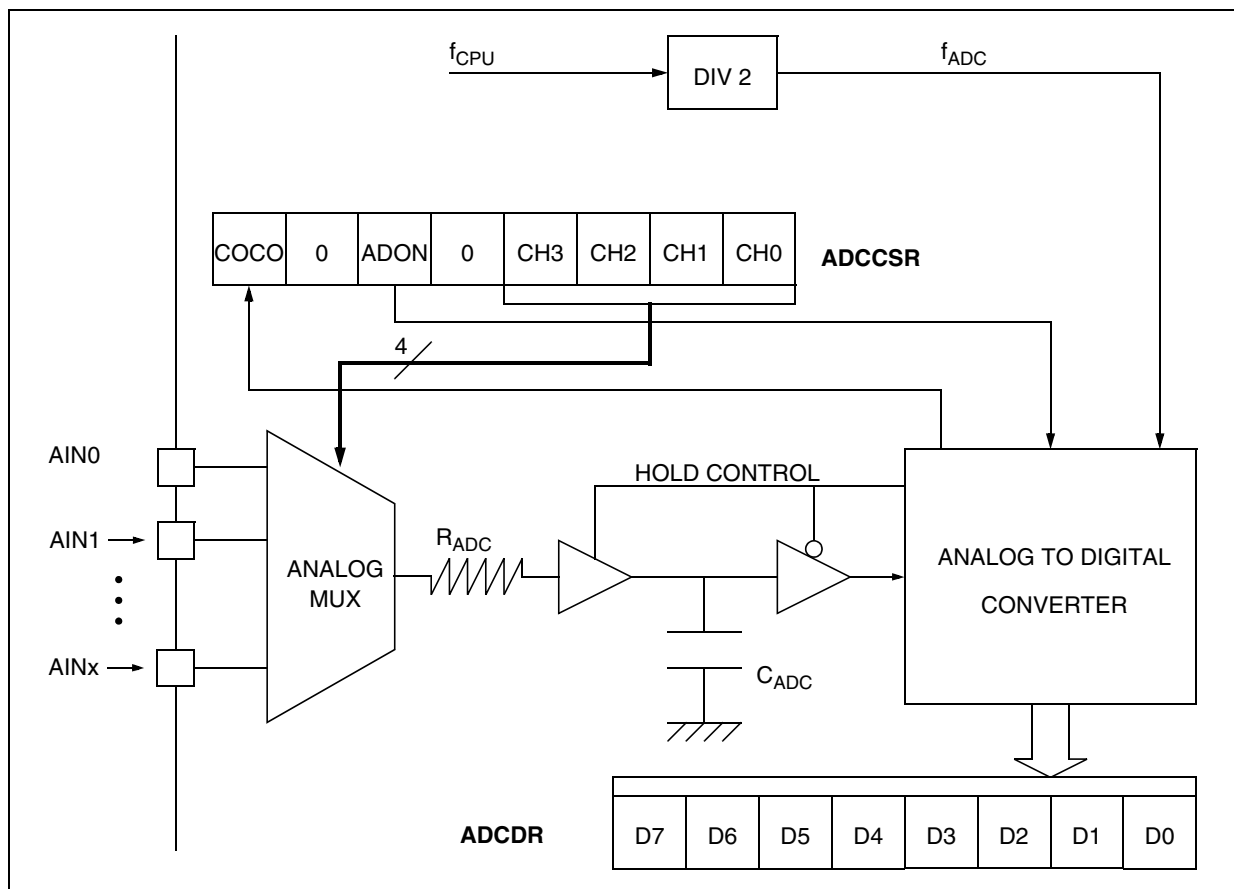 fCPU
DIV 2
fADC
COCO 0 ADON 0 CH3 CH2 CH1 CH0
ADCCSR
4
AIN0
HOLD CONTROL
AIN1
RADC
ANALOG
MUX
ANALOG TO DIGITAL
CONVERTER
AINx
CADC
ADCDR
D7 D6 D5 D4 D3 D2 D1 D0